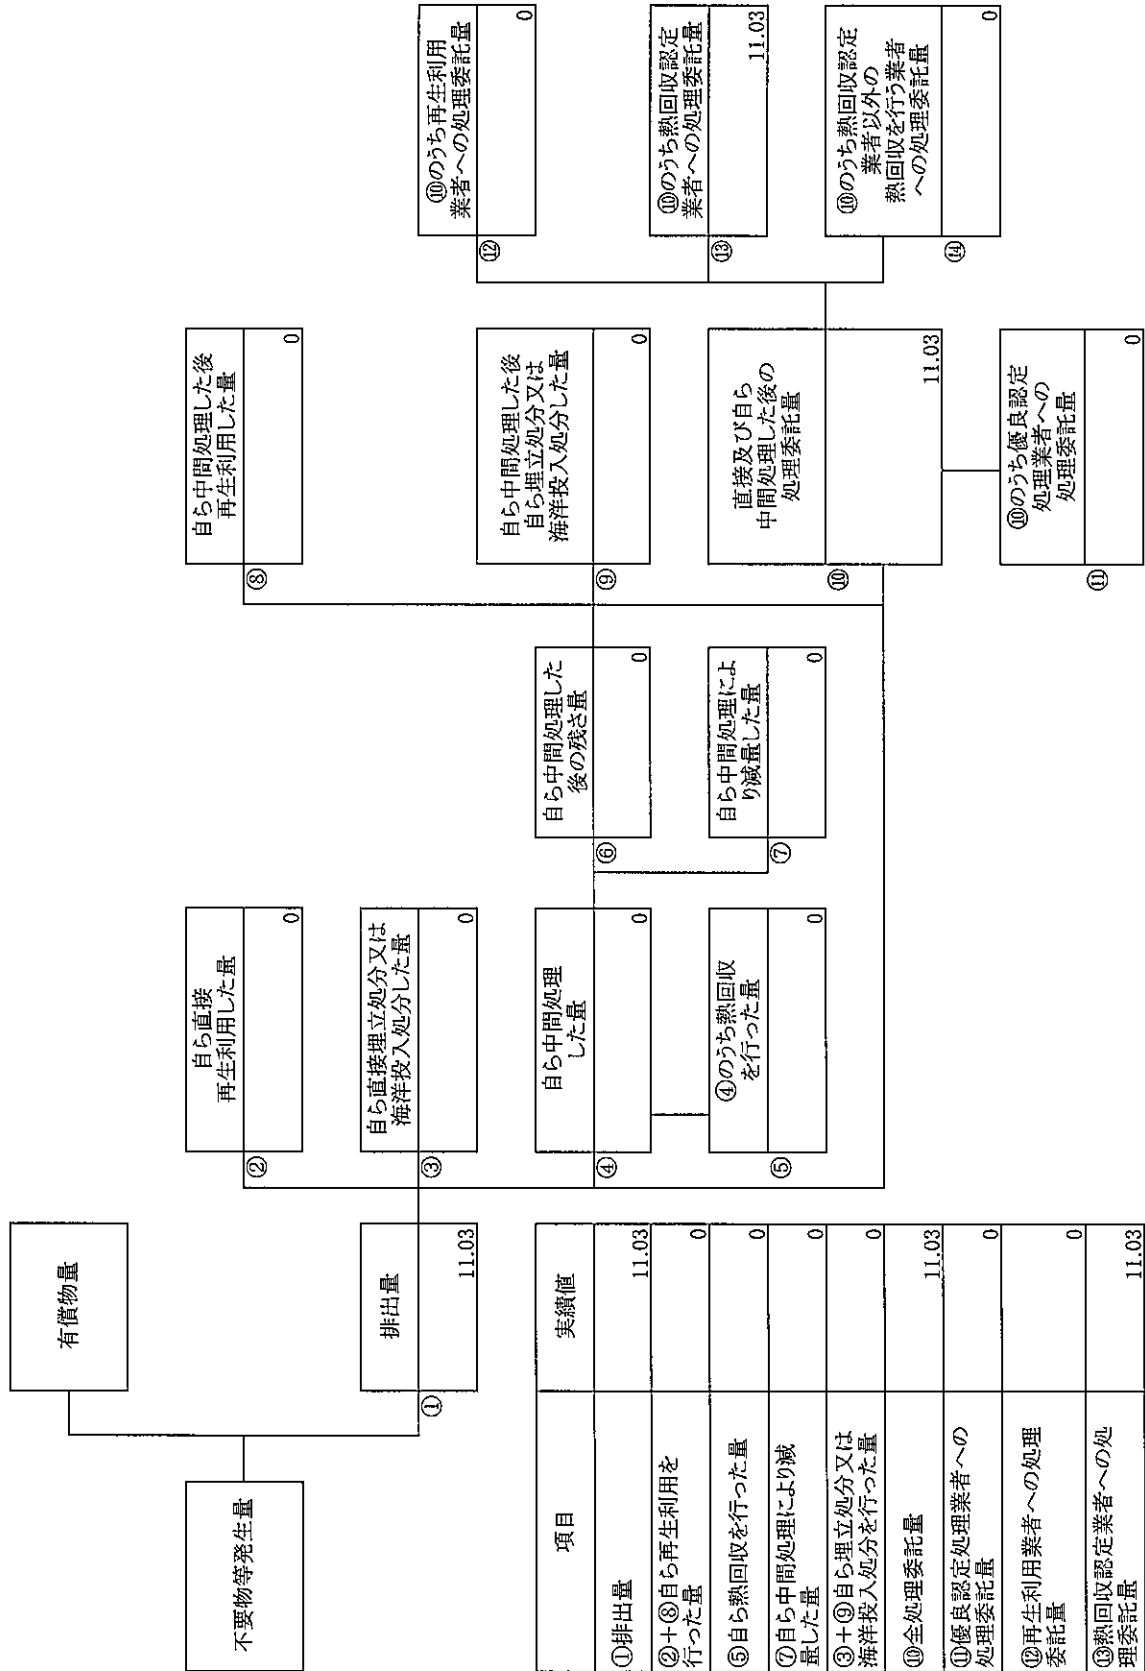 有償物量
不要物等発生量
排出量
①
11.03
自ら直接
再生利用した量
②
0
自ら直接埋立処分又は
海洋投入処分した量
③
0
自ら中間処理
した量
④
0
④のうち熱回収
を行った量
⑤
0
自ら中間処理した
後の残さ量
⑥
0
自ら中間処理によ
り減量した量
⑦
0
自ら中間処理した後
再生利用した量
⑧
0
自ら中間処理した後
自ら埋立処分又は
海洋投入処分した量
⑨
0
直接及び自ら
中間処理した後の
処理委託量
⑩
11.03
⑩のうち優良認定
処理業者への
処理委託量
⑪
0
⑩のうち再生利用
業者への処理委託量
⑫
0
⑩のうち熱回収認定
業者への処理委託量
⑬
11.03
⑩のうち熱回収認定
業者以外の
熱回収を行う業者
への処理委託量
⑭
0
項目 実績値
①排出量 11.03
②+⑧自ら再生利用を
行った量 0
⑤自ら熱回収を行った量 0
⑦自ら中間処理により減
量した量 0
③+⑨自ら埋立処分又は
海洋投入処分を行った量 0
⑩全処理委託量 11.03
⑪優良認定処理業者への
処理委託量 0
⑫再生利用業者への処理
委託量 0
⑬熱回収認定業者への処
理委託量 11.03